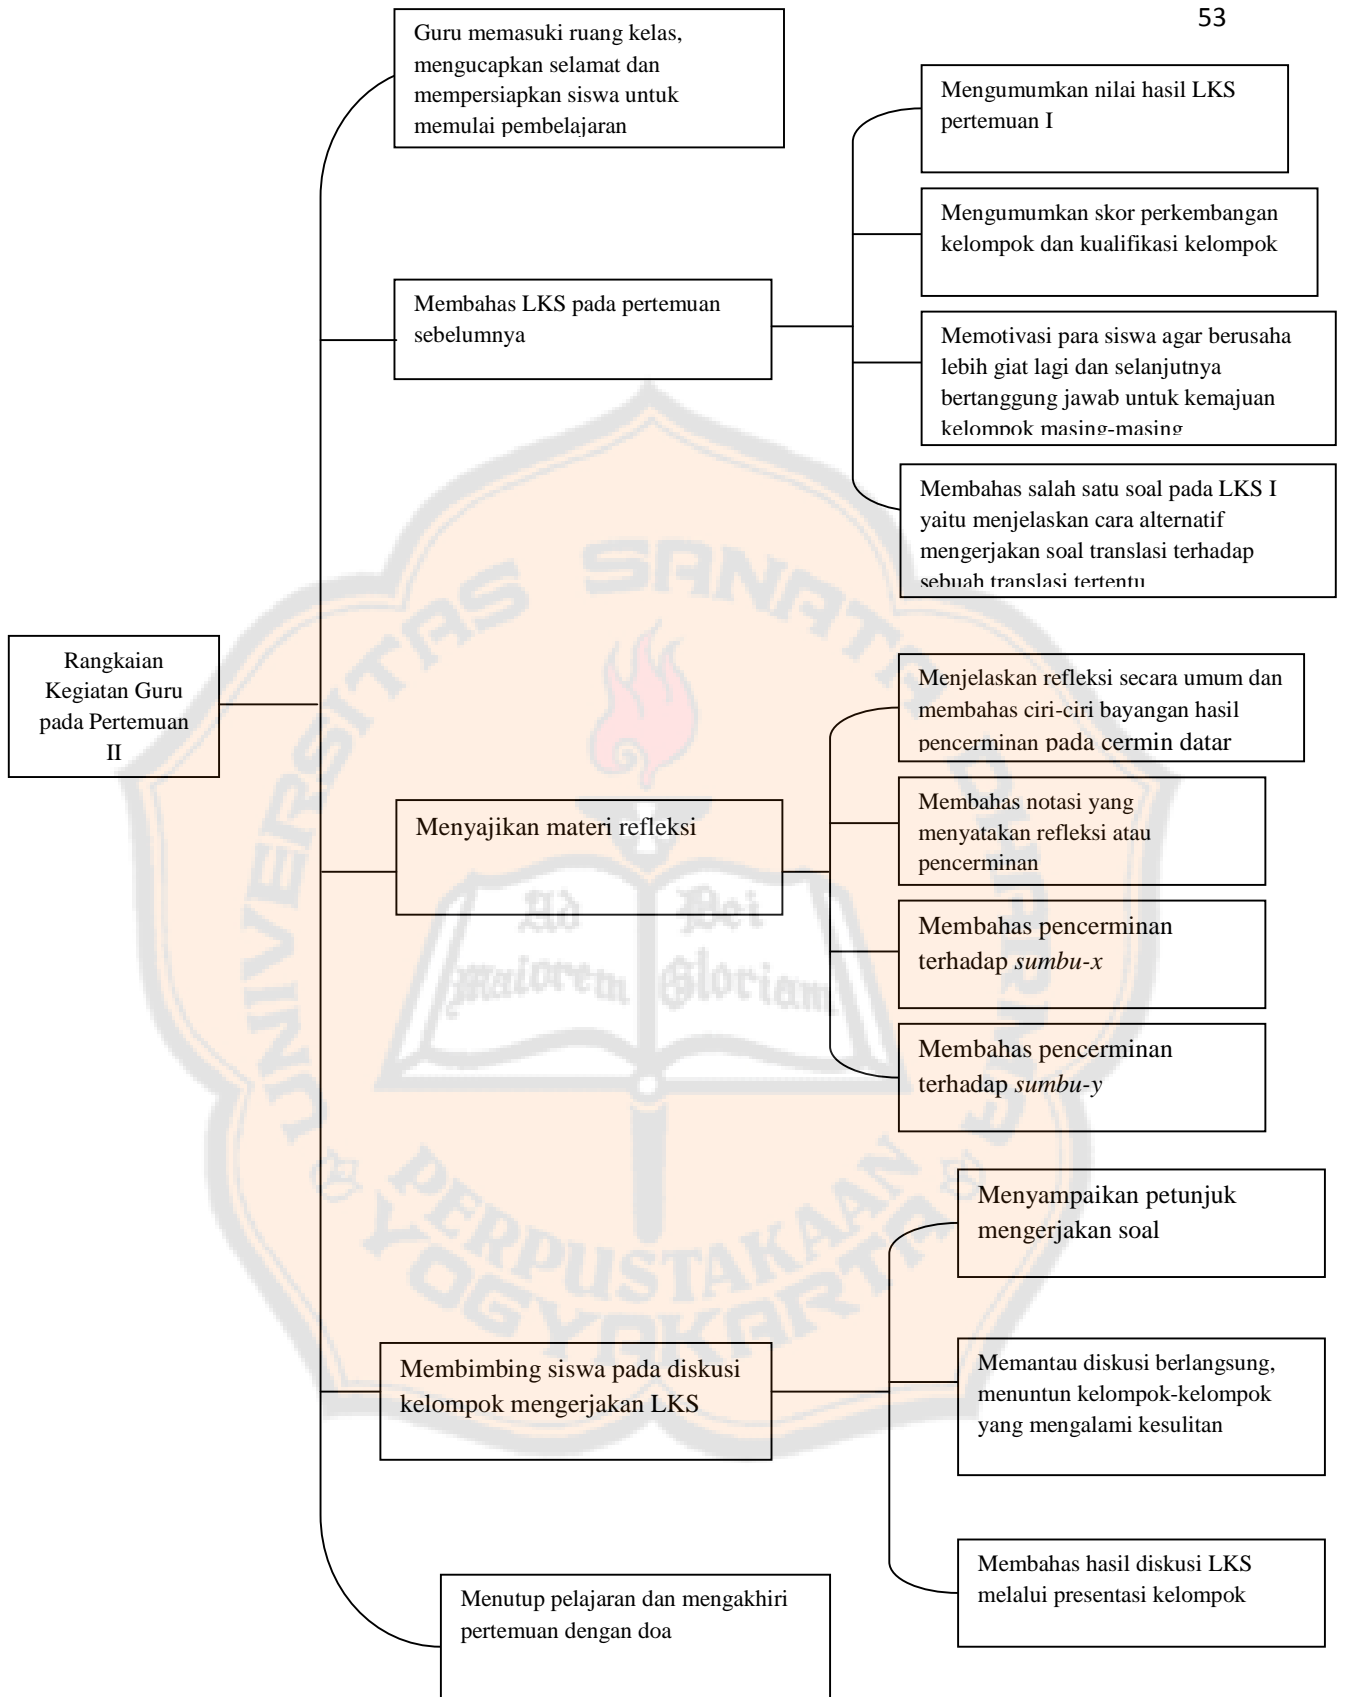 53
Guru memasuki ruang kelas,
mengucapkan selamat dan
mempersiapkan siswa untuk
memulai pembelajaran
Mengumumkan nilai hasil LKS
pertemuan I
Mengumumkan skor perkembangan
kelompok dan kualifikasi kelompok
Membahas LKS pada pertemuan
sebelumnya
Memotivasi para siswa agar berusaha
lebih giat lagi dan selanjutnya
bertanggung jawab untuk kemajuan
kelompok masing-masing
Membahas salah satu soal pada LKS I
yaitu menjelaskan cara alternatif
mengerjakan soal translasi terhadap
sebuah translasi tertentu
Rangkaian
Kegiatan Guru
pada Pertemuan
II
Menjelaskan refleksi secara umum dan
membahas ciri-ciri bayangan hasil
pencerminan pada cermin datar
Menyajikan materi refleksi
Membahas notasi yang
menyatakan refleksi atau
pencerminan
Membahas pencerminan
terhadap sumbu-x
Membahas pencerminan
terhadap sumbu-y
Menyampaikan petunjuk
mengerjakan soal
Membimbing siswa pada diskusi
kelompok mengerjakan LKS
Memantau diskusi berlangsung,
menuntun kelompok-kelompok
yang mengalami kesulitan
Membahas hasil diskusi LKS
melalui presentasi kelompok
Menutup pelajaran dan mengakhiri
pertemuan dengan doa
UNIVERSITAS SANATA DHARMA
Ad Dei
Maiorem Gloriam
PERPUSTAKAAN
YOGYAKARTA